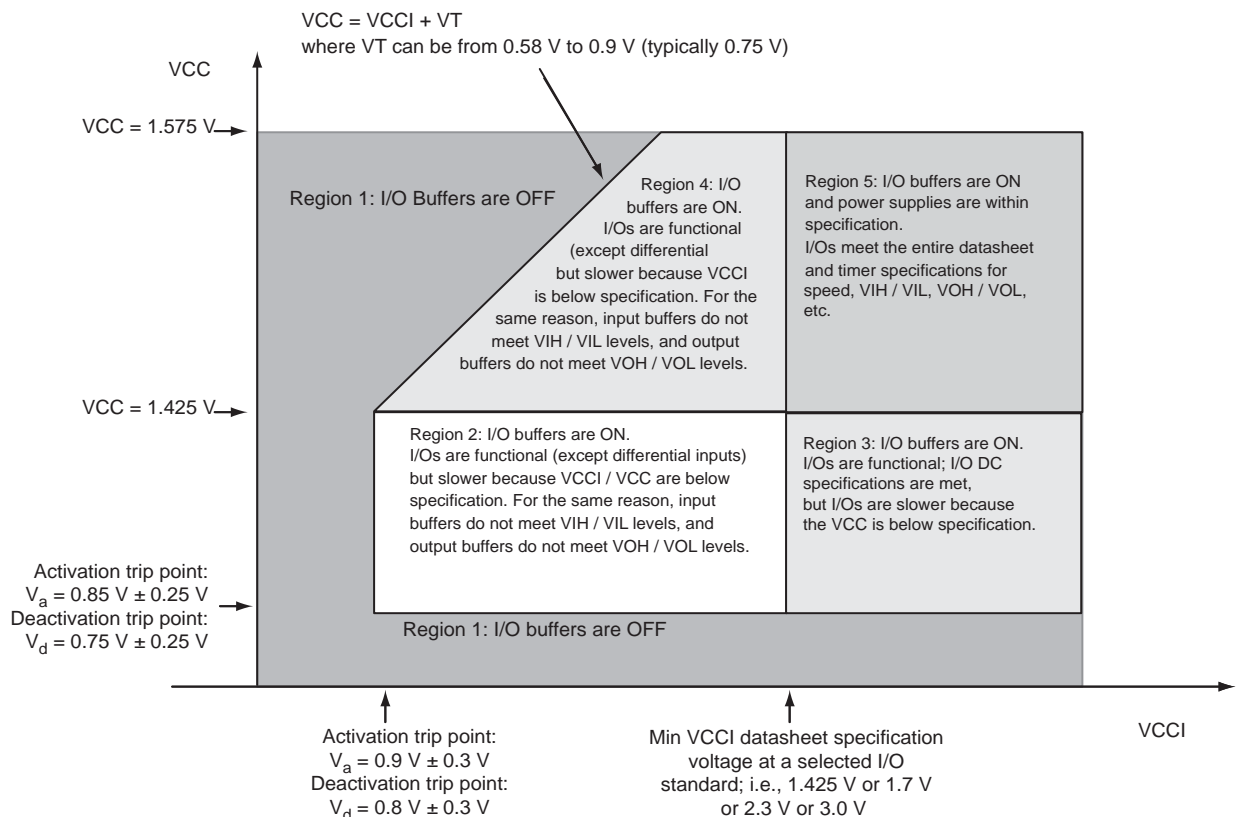 VCC = VCCI + VT
where VT can be from 0.58 V to 0.9 V (typically 0.75 V)
VCC
VCC = 1.575 V
Region 1: I/O Buffers are OFF
Region 4: I/O
buffers are ON.
I/Os are functional
(except differential
but slower because VCCI
is below specification. For the
same reason, input buffers do not
meet VIH / VIL levels, and output
buffers do not meet VOH / VOL levels.
Region 5: I/O buffers are ON
and power supplies are within
specification.
I/Os meet the entire datasheet
and timer specifications for
speed, VIH / VIL, VOH / VOL,
etc.
VCC = 1.425 V
Region 2: I/O buffers are ON.
I/Os are functional (except differential inputs)
but slower because VCCI / VCC are below
specification. For the same reason, input
buffers do not meet VIH / VIL levels, and
output buffers do not meet VOH / VOL levels.
Region 3: I/O buffers are ON.
I/Os are functional; I/O DC
specifications are met,
but I/Os are slower because
the VCC is below specification.
Activation trip point:
Va = 0.85 V ± 0.25 V
Deactivation trip point:
Vd = 0.75 V ± 0.25 V
Region 1: I/O buffers are OFF
VCCI
Activation trip point:
Va = 0.9 V ± 0.3 V
Deactivation trip point:
Vd = 0.8 V ± 0.3 V
Min VCCI datasheet specification
voltage at a selected I/O
standard; i.e., 1.425 V or 1.7 V
or 2.3 V or 3.0 V